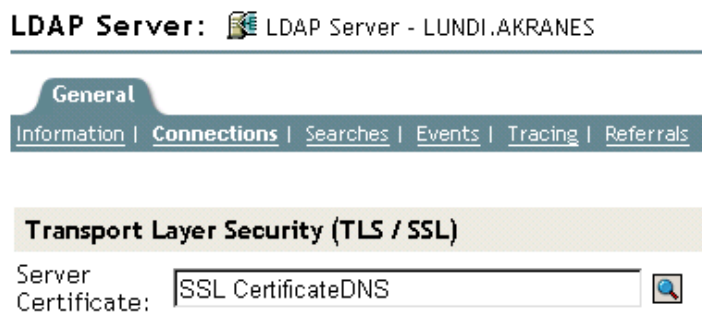 LDAP Server: LDAP Server - LUNDI.AKRANES
General
Information | Connections | Searches | Events | Tracing | Referrals
Transport Layer Security (TLS / SSL)
Server
Certificate: SSL CertificateDNS